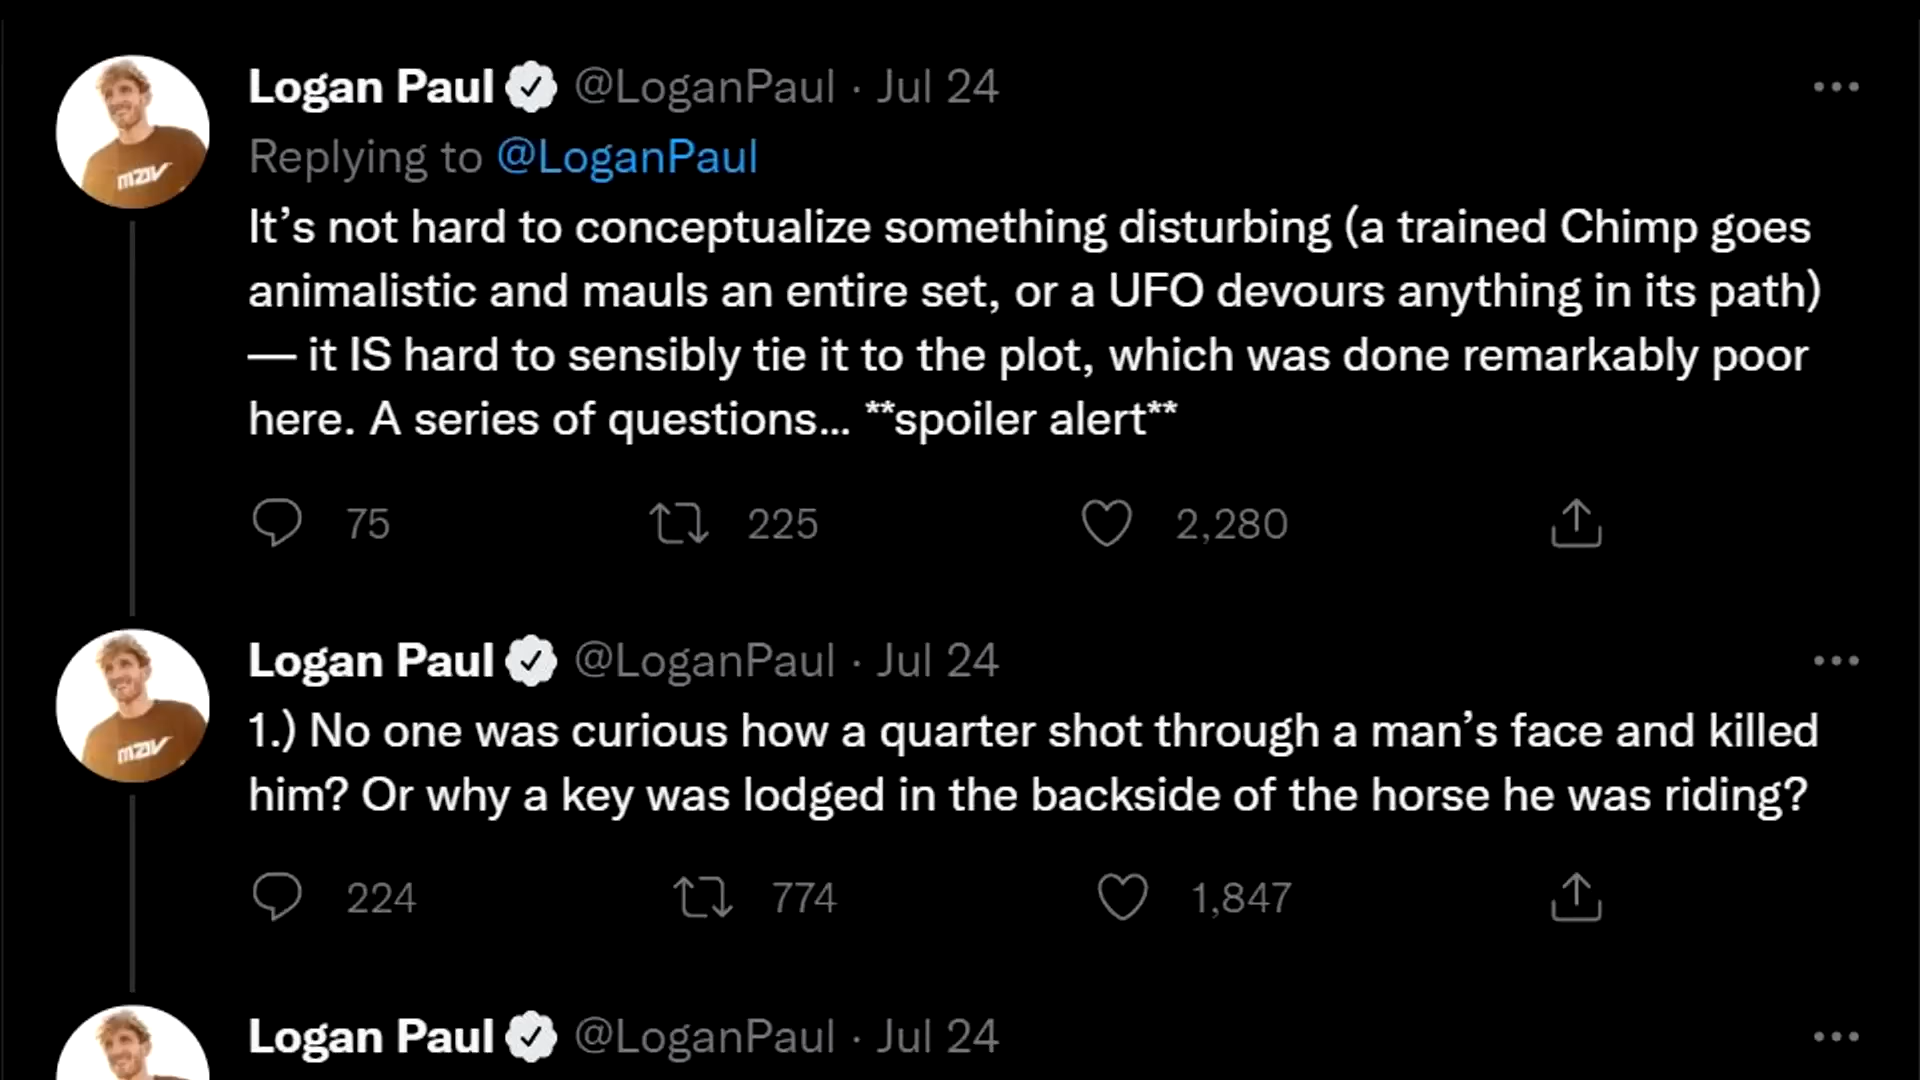 Logan Paul @LoganPaul · Jul 24
Replying to @LoganPaul
It’s not hard to conceptualize something disturbing (a trained Chimp goes
animalistic and mauls an entire set, or a UFO devours anything in its path)
— it IS hard to sensibly tie it to the plot, which was done remarkably poor
here. A series of questions... **spoiler alert**
75 225 2,280
Logan Paul @LoganPaul · Jul 24
1.) No one was curious how a quarter shot through a man’s face and killed
him? Or why a key was lodged in the backside of the horse he was riding?
224 774 1,847
Logan Paul @LoganPaul · Jul 24